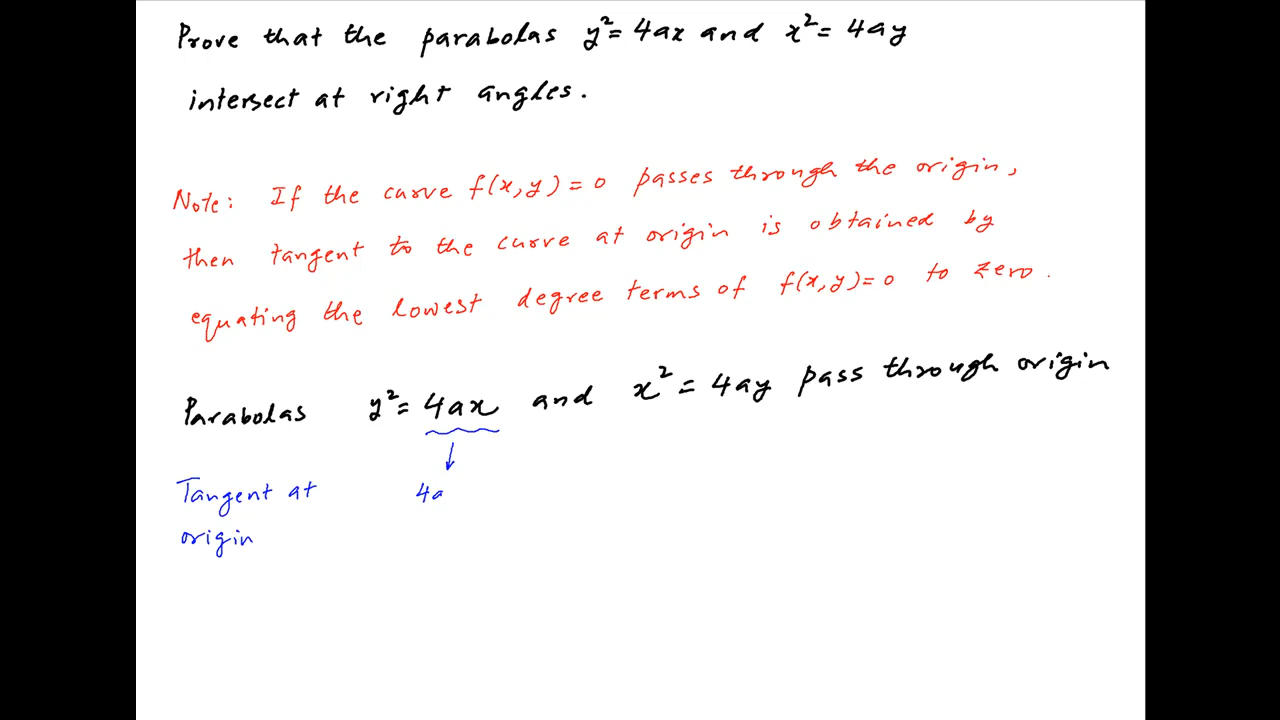 Prove that the parabolas y² = 4ax and x² = 4ay
intersect at right angles.
Note: If the curve f(x,y) = 0 passes through the origin,
then tangent to the curve at origin is obtained by
equating the lowest degree terms of f(x,y)=0 to zero.
Parabolas y² = 4ax and x² = 4ay pass through origin
Tangent at 4a
origin